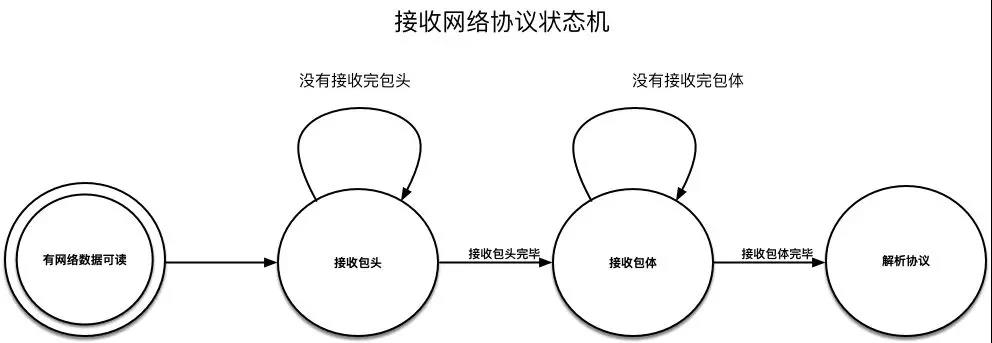 接收网络协议状态机
没有接收完包头
没有接收完包体
有网络数据可读
接收包头
接收包头完毕
接收包体
接收包体完毕
解析协议